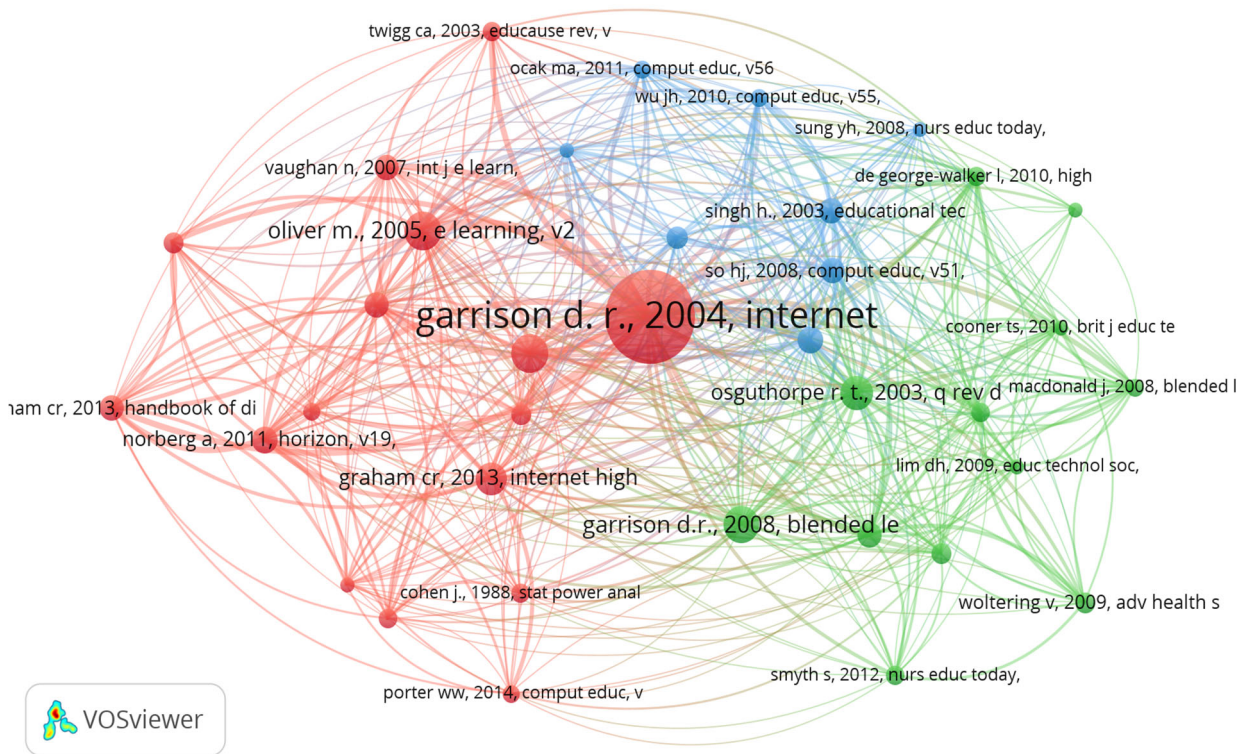 twigg ca, 2003, educause rev, v
ocak ma, 2011, comput educ, v56
wu jh, 2010, comput educ, v55,
sung yh, 2008, nurs educ today,
vaughan n, 2007, int j e learn,
de george-walker l, 2010, high
singh h., 2003, educational tec
oliver m., 2005, e learning, v2
so hj, 2008, comput educ, v51,
garrison d. r., 2004, internet
cooner ts, 2010, brit j educ te
macdonald j, 2008, blended l
osguthorpe r. t., 2003, q rev d
ham cr, 2013, handbook of di
norberg a, 2011, horizon, v19,
lim dh, 2009, educ technol soc,
graham cr, 2013, internet high
garrison d.r., 2008, blended le
cohen j., 1988, stat power anal
woltering v, 2009, adv health s
smyth s, 2012, nurs educ today,
porter ww, 2014, comput educ, v
VOSviewer